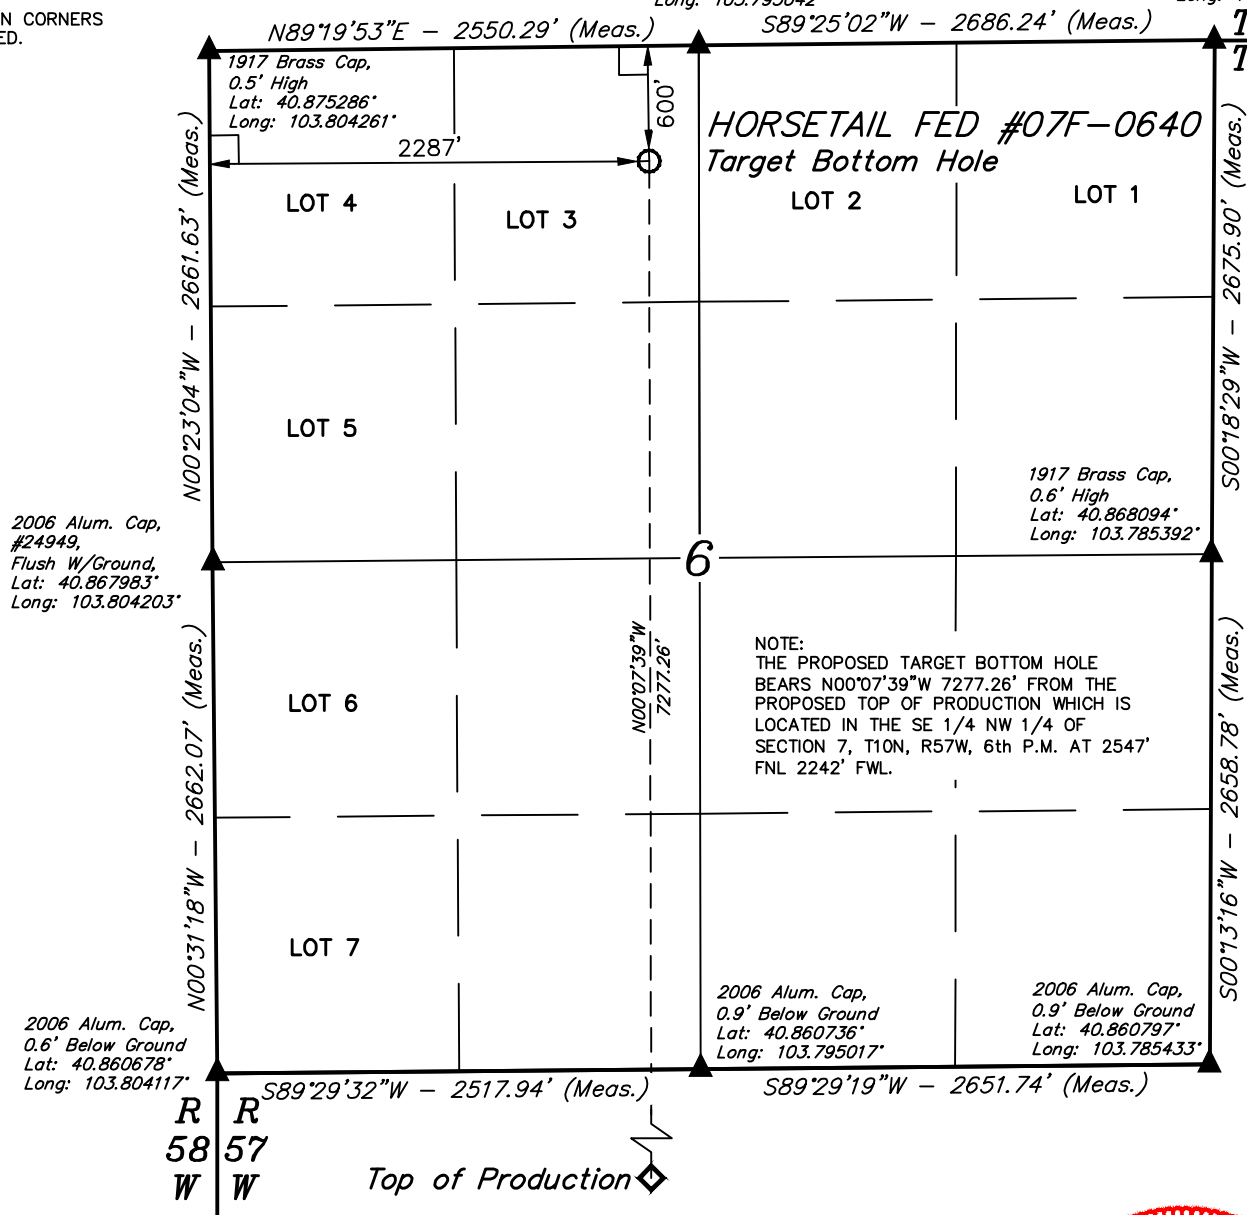 N CORNERS
ED.
N89°19'53"E - 2550.29' (Meas.)
S89°25'02"W - 2686.24' (Meas.)
T
T
1917 Brass Cap,
0.5' High
Lat: 40.875286°
Long: 103.804261°
600'
2287'
HORSETAIL FED #07F-0640
Target Bottom Hole
LOT 4
LOT 3
LOT 2
LOT 1
N00°23'04"W - 2661.63' (Meas.)
S00°18'29"W - 2675.90' (Meas.)
LOT 5
1917 Brass Cap,
0.6' High
Lat: 40.868094°
Long: 103.785392°
2006 Alum. Cap,
#24949,
Flush W/Ground,
Lat: 40.867983°
Long: 103.804203°
6
N00°07'39"W
7277.26'
NOTE:
THE PROPOSED TARGET BOTTOM HOLE
BEARS N00°07'39"W 7277.26' FROM THE
PROPOSED TOP OF PRODUCTION WHICH IS
LOCATED IN THE SE 1/4 NW 1/4 OF
SECTION 7, T10N, R57W, 6th P.M. AT 2547'
FNL 2242' FWL.
LOT 6
N00°31'18"W - 2662.07' (Meas.)
S00°13'16"W - 2658.78' (Meas.)
LOT 7
2006 Alum. Cap,
0.6' Below Ground
Lat: 40.860678°
Long: 103.804117°
2006 Alum. Cap,
0.9' Below Ground
Lat: 40.860736°
Long: 103.795017°
2006 Alum. Cap,
0.9' Below Ground
Lat: 40.860797°
Long: 103.785433°
S89°29'32"W - 2517.94' (Meas.)
S89°29'19"W - 2651.74' (Meas.)
R R
58 57
W W
Top of Production